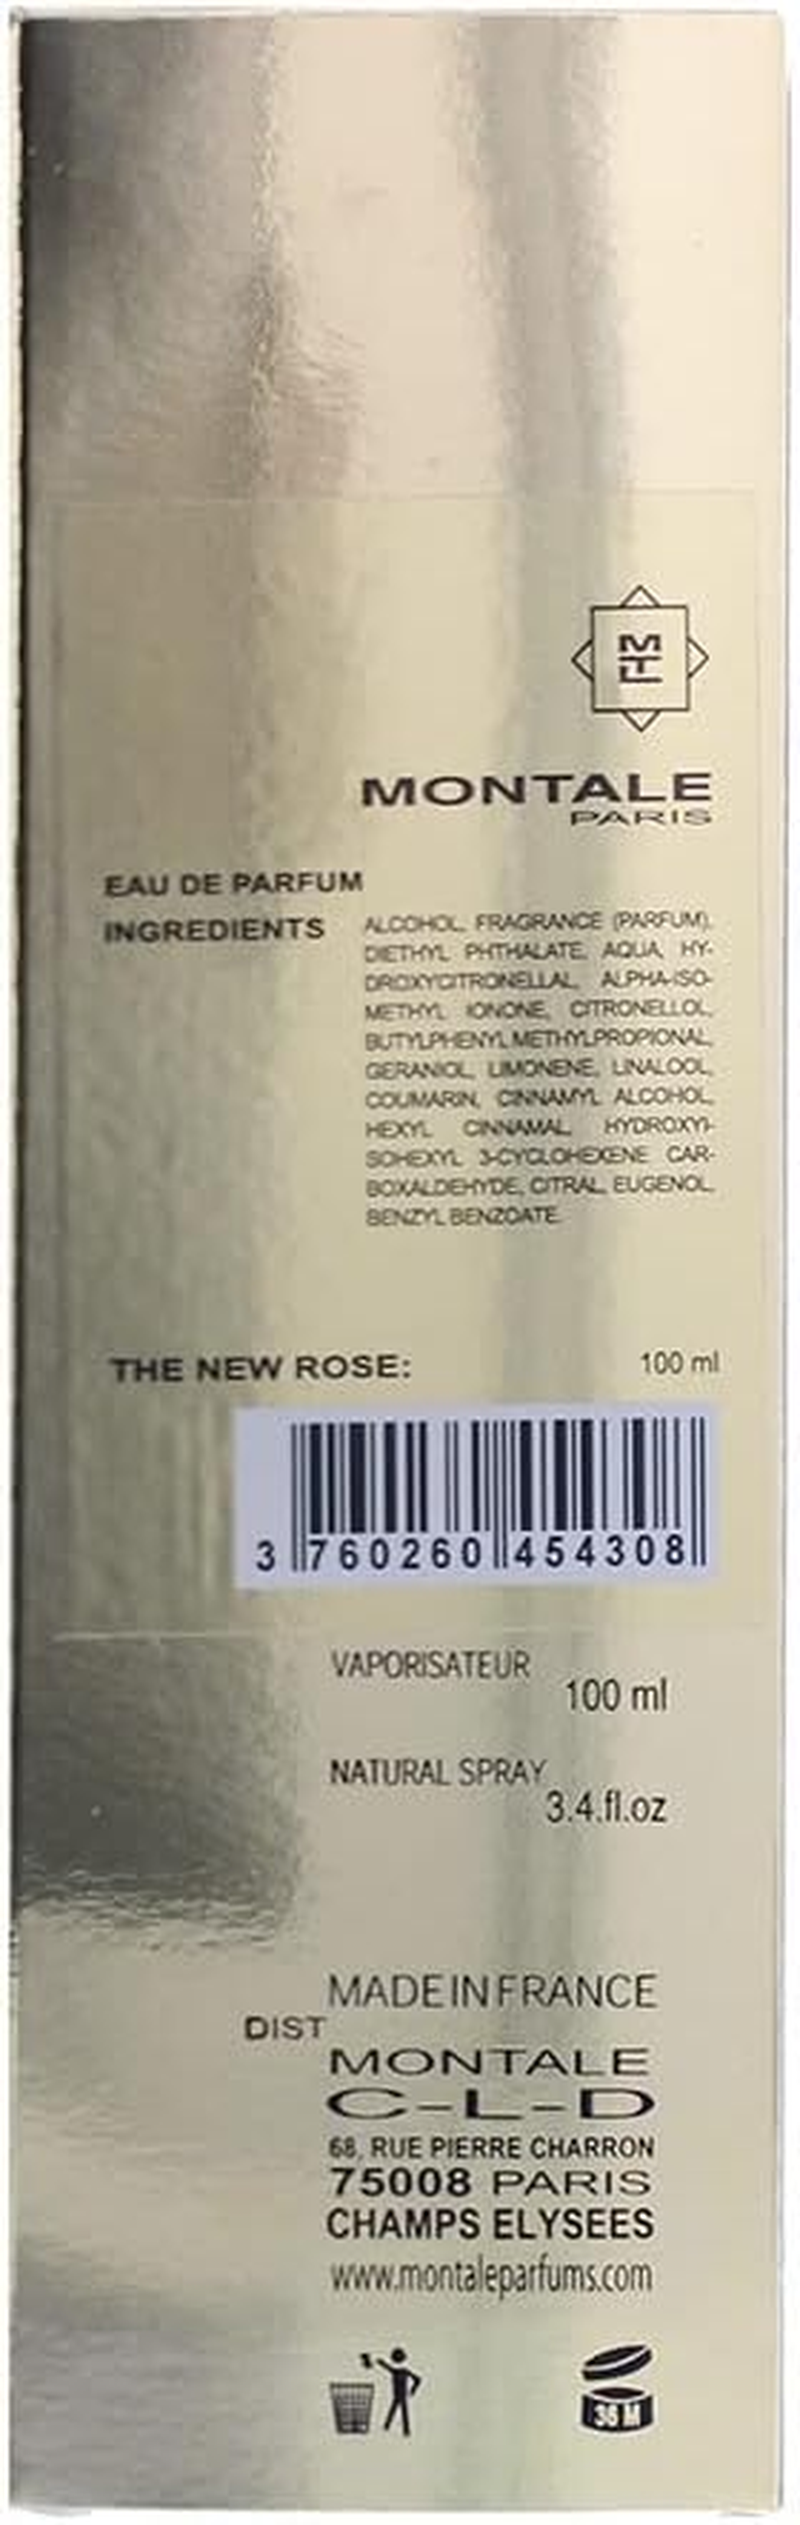 MTL
MONTALE
PARIS
EAU DE PARFUM
INGREDIENTS
ALCOHOL, FRAGRANCE (PARFUM),
DIETHYL PHTHALATE, AQUA, HY-
DROXYCITRONELLAL, ALPHA-ISO-
METHYL IONONE, CITRONELLOL,
BUTYLPHENYL METHYLPROPIONAL,
GERANIOL, LIMONENE, LINALOOL,
COUMARIN, CINNAMYL ALCOHOL,
HEXYL CINNAMAL, HYDROXYI-
SOHEXYL 3-CYCLOHEXENE CAR-
BOXALDEHYDE, CITRAL, EUGENOL,
BENZYL BENZOATE.
THE NEW ROSE: 100 ml
3 760260 454308
VAPORISATEUR
100 ml
NATURAL SPRAY
3.4.fl.oz
MADE IN FRANCE
DIST
MONTALE
C-L-D
68, RUE PIERRE CHARRON
75008 PARIS
CHAMPS ELYSEES
www.montaleparfums.com
36 M